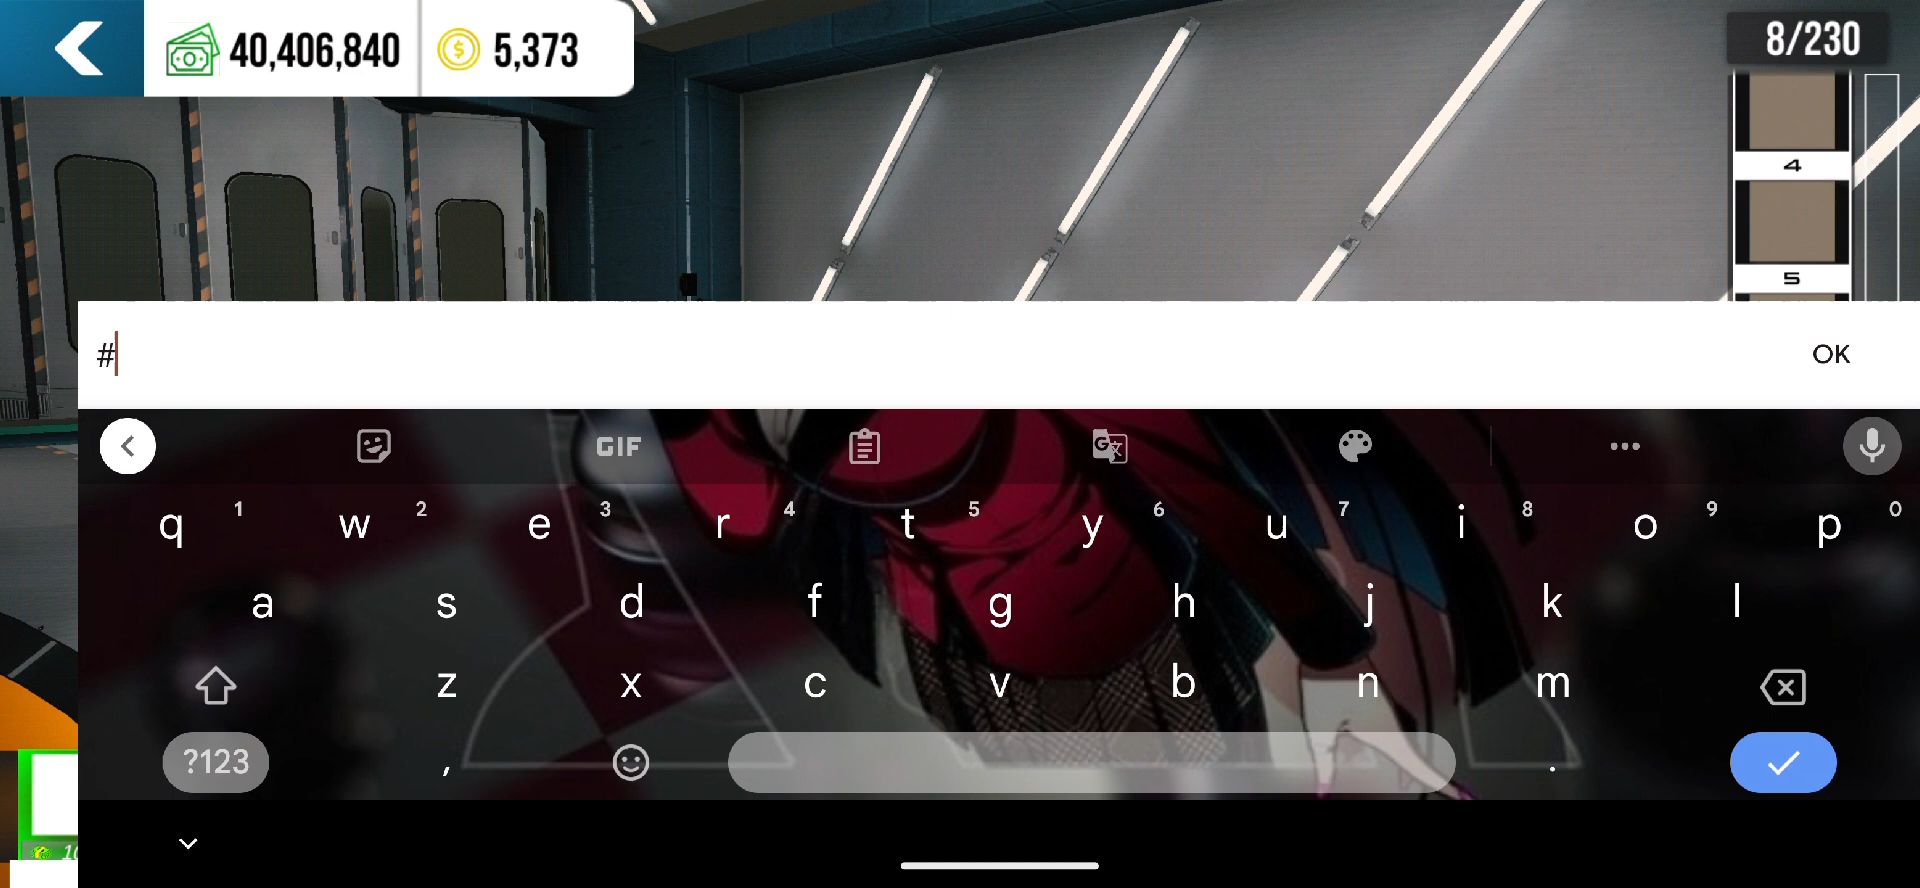 40,406,840 5,373 8/230
4
5
# OK
GIF
q 1 w 2 e 3 r 4 t 5 y 6 u 7 i 8 o 9 p 0
a s d f g h j k l
z x c v b n m
?123 , .